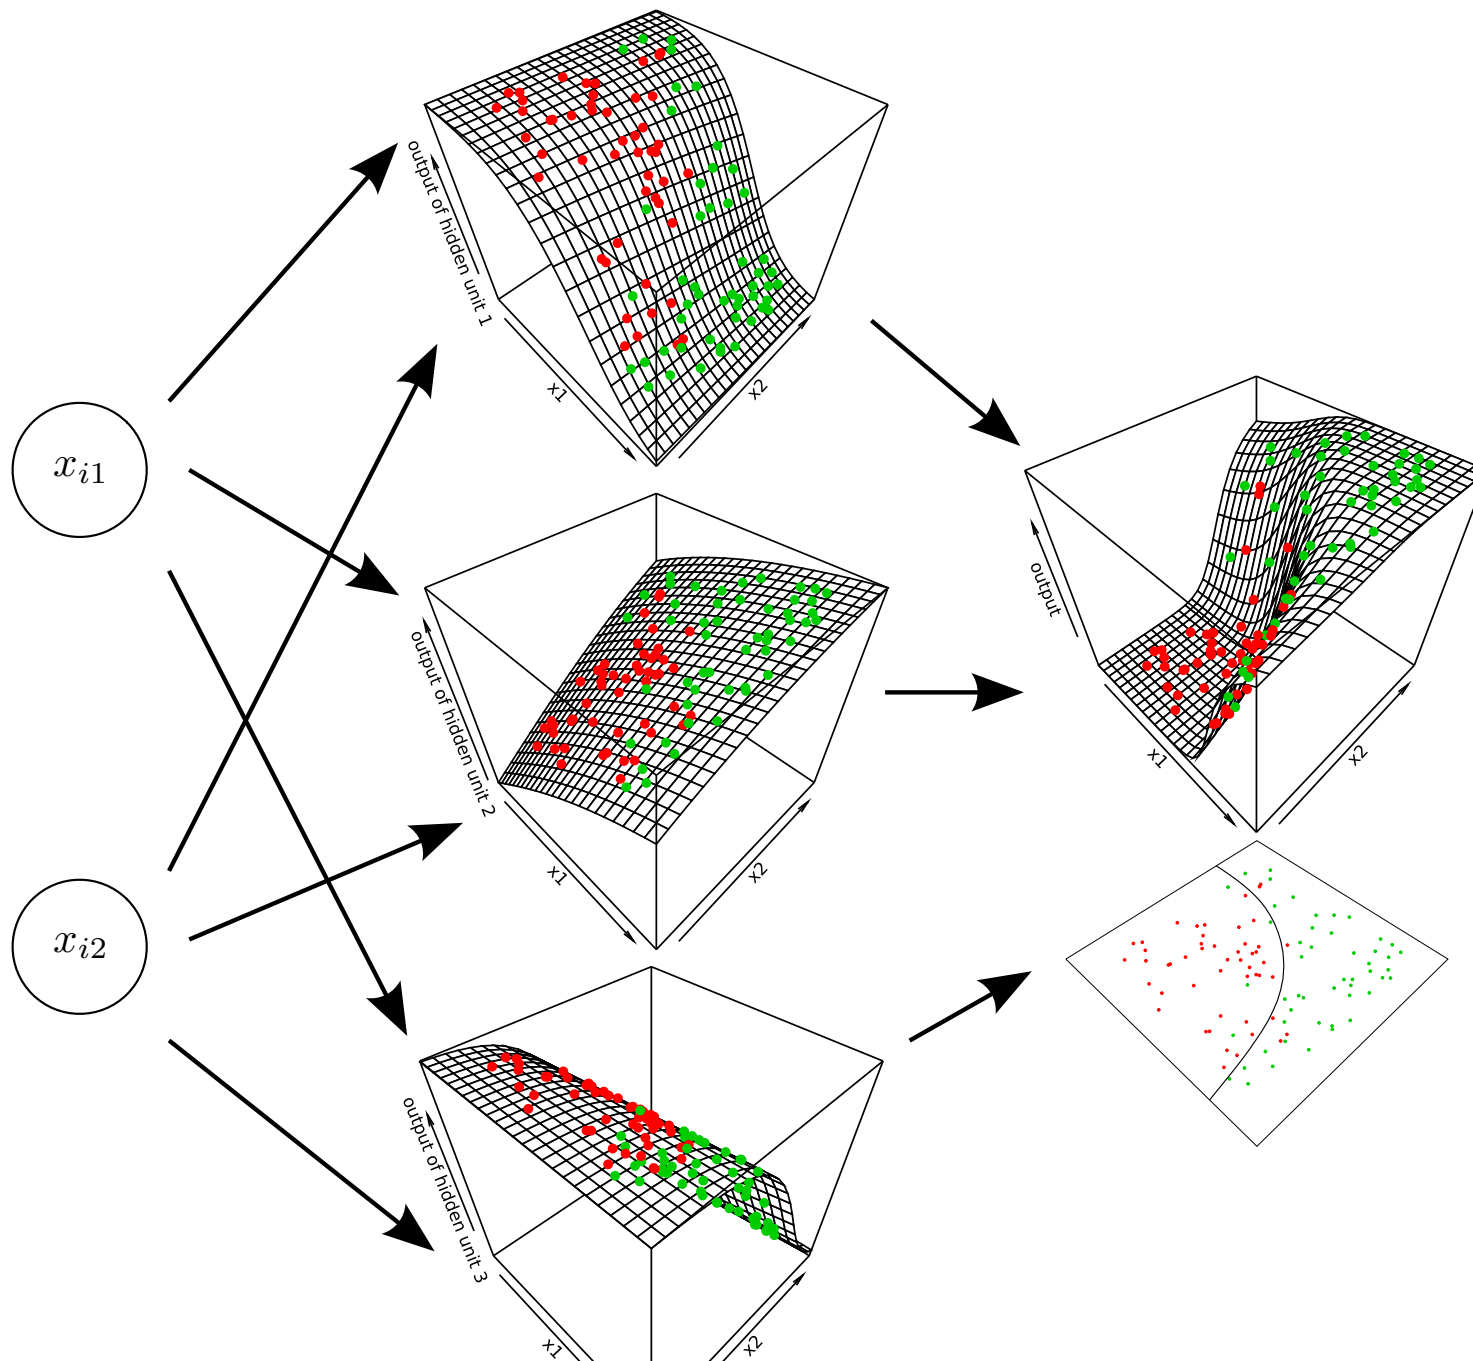 x_{i1}
x_{i2}
output of hidden unit 1
x1
x2
output of hidden unit 2
x1
x2
output of hidden unit 3
x1
x2
output
x1
x2